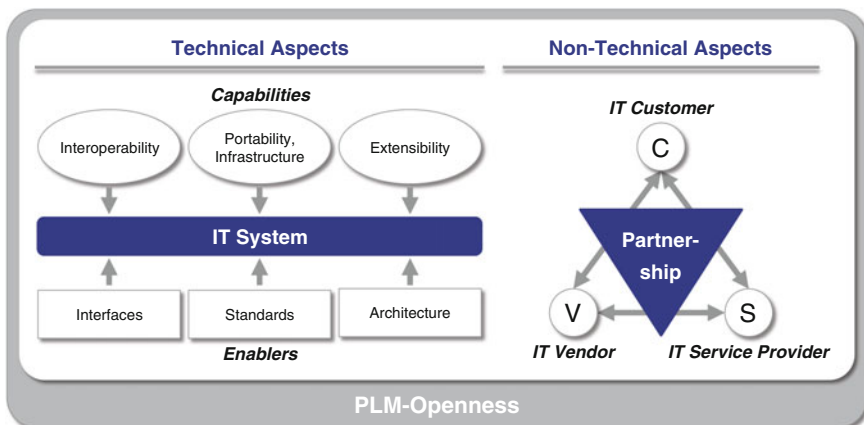 Technical Aspects
Capabilities
Interoperability
Portability,
Infrastructure
Extensibility
IT System
Interfaces
Standards
Architecture
Enablers
Non-Technical Aspects
IT Customer
C
Partner-
ship
V
S
IT Vendor
IT Service Provider
PLM-Openness